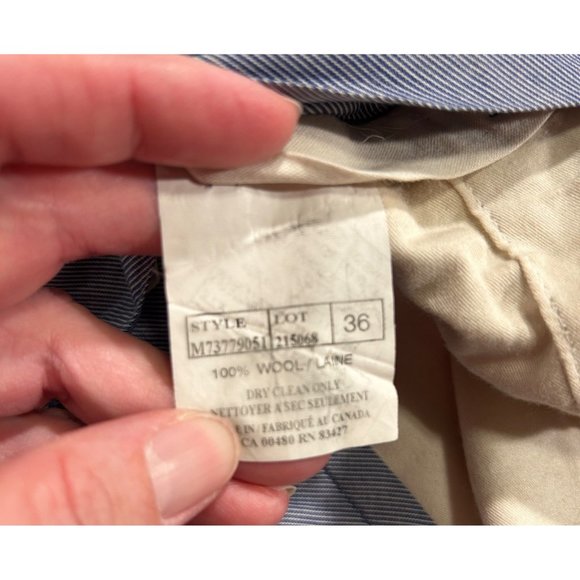 STYLE LOT 36
M73779051 215068
100% WOOL/LAINE
DRY CLEAN ONLY
NETTOYER A SEC SEULEMENT
IN/FABRIQUÉ AU CANADA
CA 00480 RN 83427